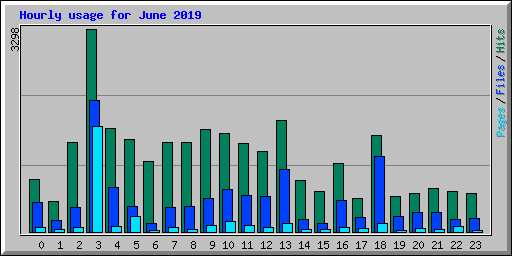 Hourly usage for June 2019
3298
Pages / Files / Hits
0 1 2 3 4 5 6 7 8 9 10 11 12 13 14 15 16 17 18 19 20 21 22 23